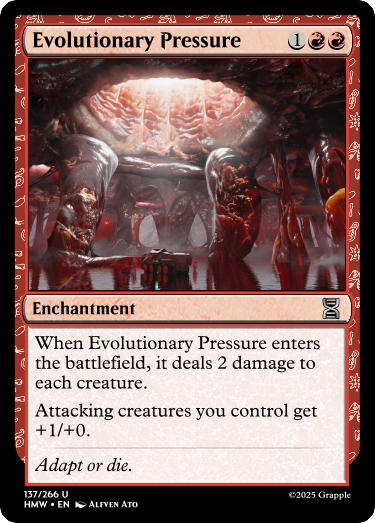 Evolutionary Pressure 1
Enchantment
When Evolutionary Pressure enters
the battlefield, it deals 2 damage to
each creature.
Attacking creatures you control get
+1/+0.
Adapt or die.
137/266 U
HMW • EN Alfven Ato
©2025 Grapple